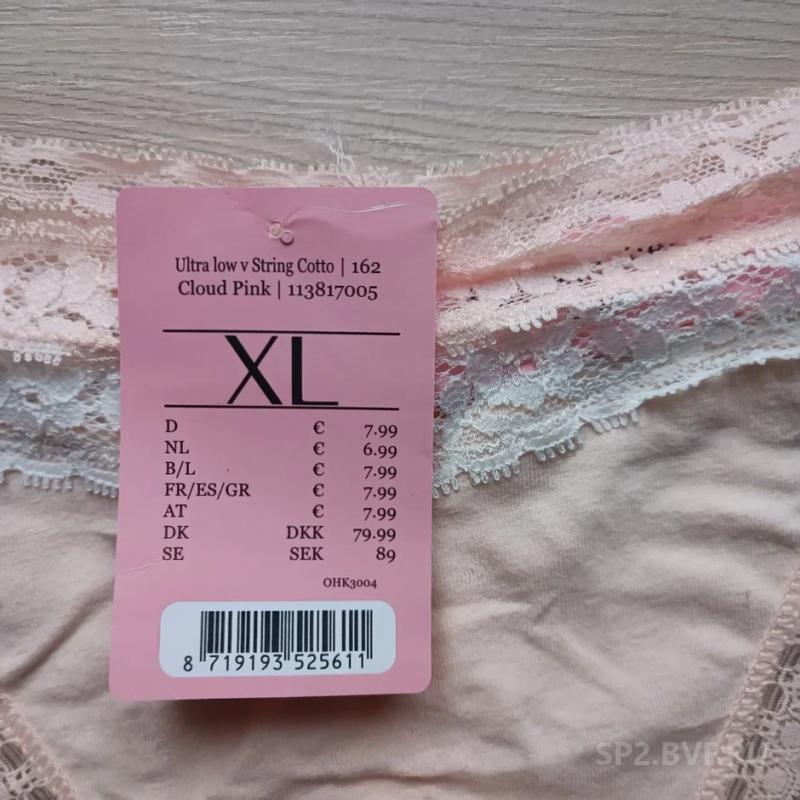 Ultra low v String Cotto | 162
Cloud Pink | 113817005
XL
D € 7.99
NL € 6.99
B/L € 7.99
FR/ES/GR € 7.99
AT € 7.99
DK DKK 79.99
SE SEK 89
OHK3004
8 719193 525611